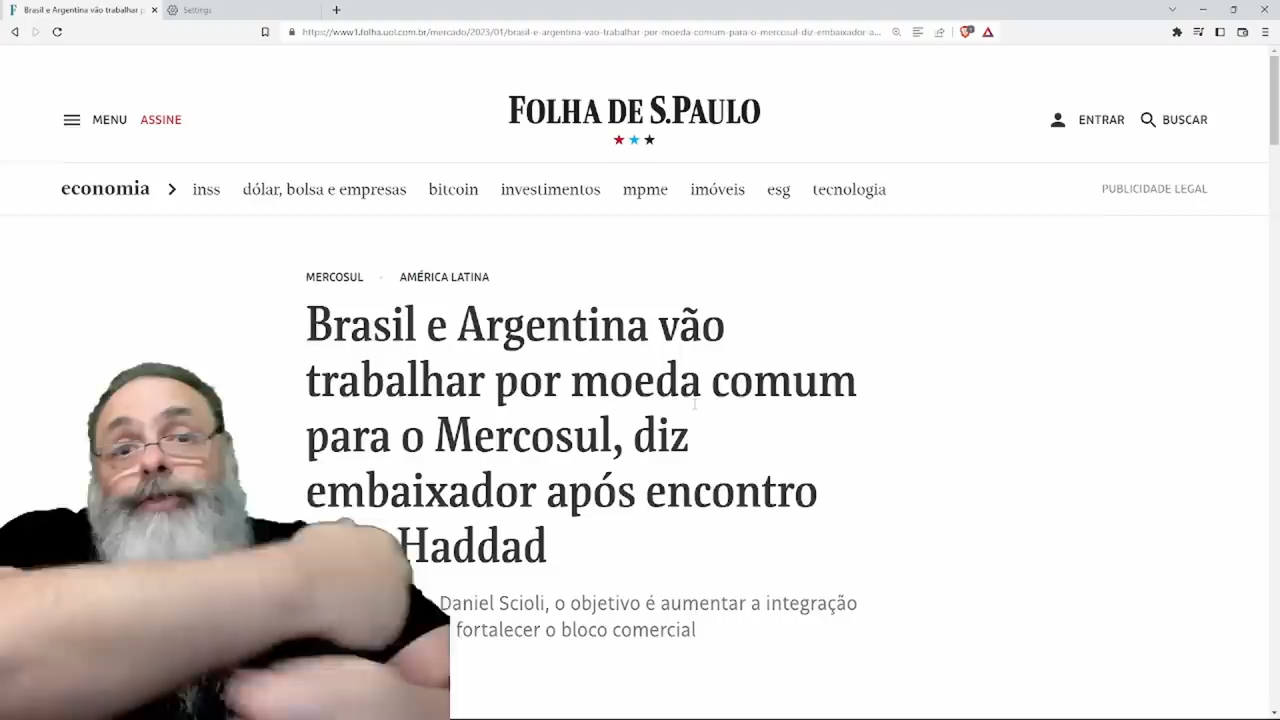 Brasil e Argentina vão trabalhar p
Settings
https://www1.folha.uol.com.br/mercado/2023/01/brasil-e-argentina-vao-trabalhar-por-moeda-comum-para-o-mercosul-diz-embaixador-a...
MENU ASSINE
FOLHA DE S.PAULO
ENTRAR BUSCAR
economia inss dólar, bolsa e empresas bitcoin investimentos mpme imóveis esg tecnologia PUBLICIDADE LEGAL
MERCOSUL AMÉRICA LATINA
Brasil e Argentina vão
trabalhar por moeda comum
para o Mercosul, diz
embaixador após encontro
Haddad
Daniel Scioli, o objetivo é aumentar a integração
fortalecer o bloco comercial